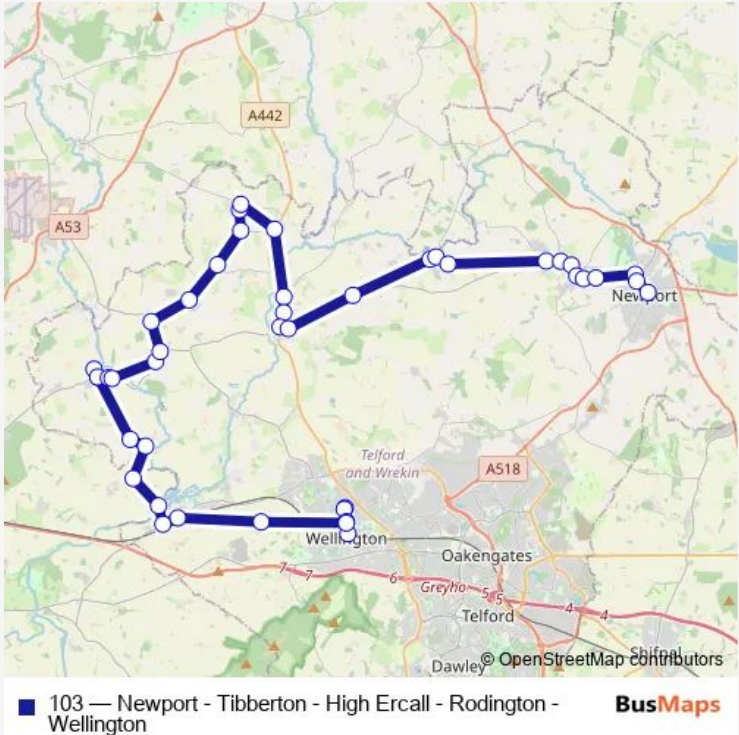 A442
A53
Newport
Telford
and Wrekin
A518
Wellington
Oakengates
7
7
6
Greyho
5
5
4
4
Telford
Shifnal
Dawley
© OpenStreetMap contributors
103 — Newport - Tibberton - High Ercall - Rodington -
Wellington
BusMaps